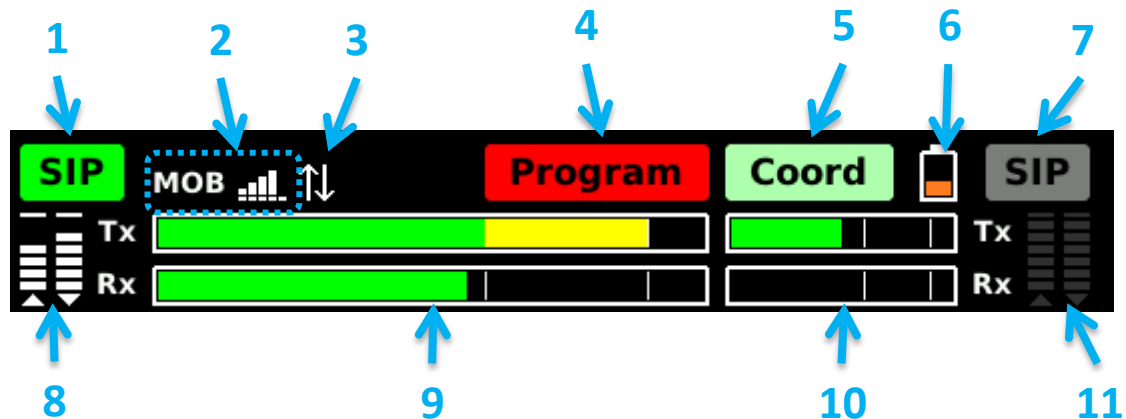 1 2 3 4 5 6 7
SIP MOB Program Coord SIP
Tx Tx
Rx Rx
8 9 10 11